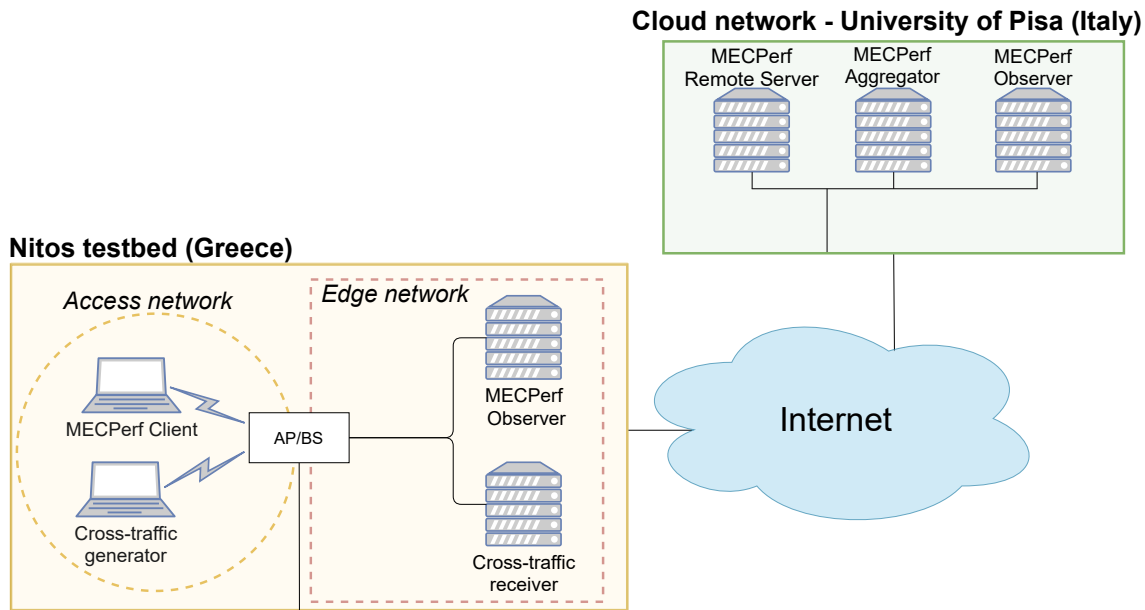 Cloud network - University of Pisa (Italy)
MECPerf
Remote Server
MECPerf
Aggregator
MECPerf
Observer
Nitos testbed (Greece)
Access network
Edge network
MECPerf Client
AP/BS
MECPerf
Observer
Cross-traffic
generator
Cross-traffic
receiver
Internet